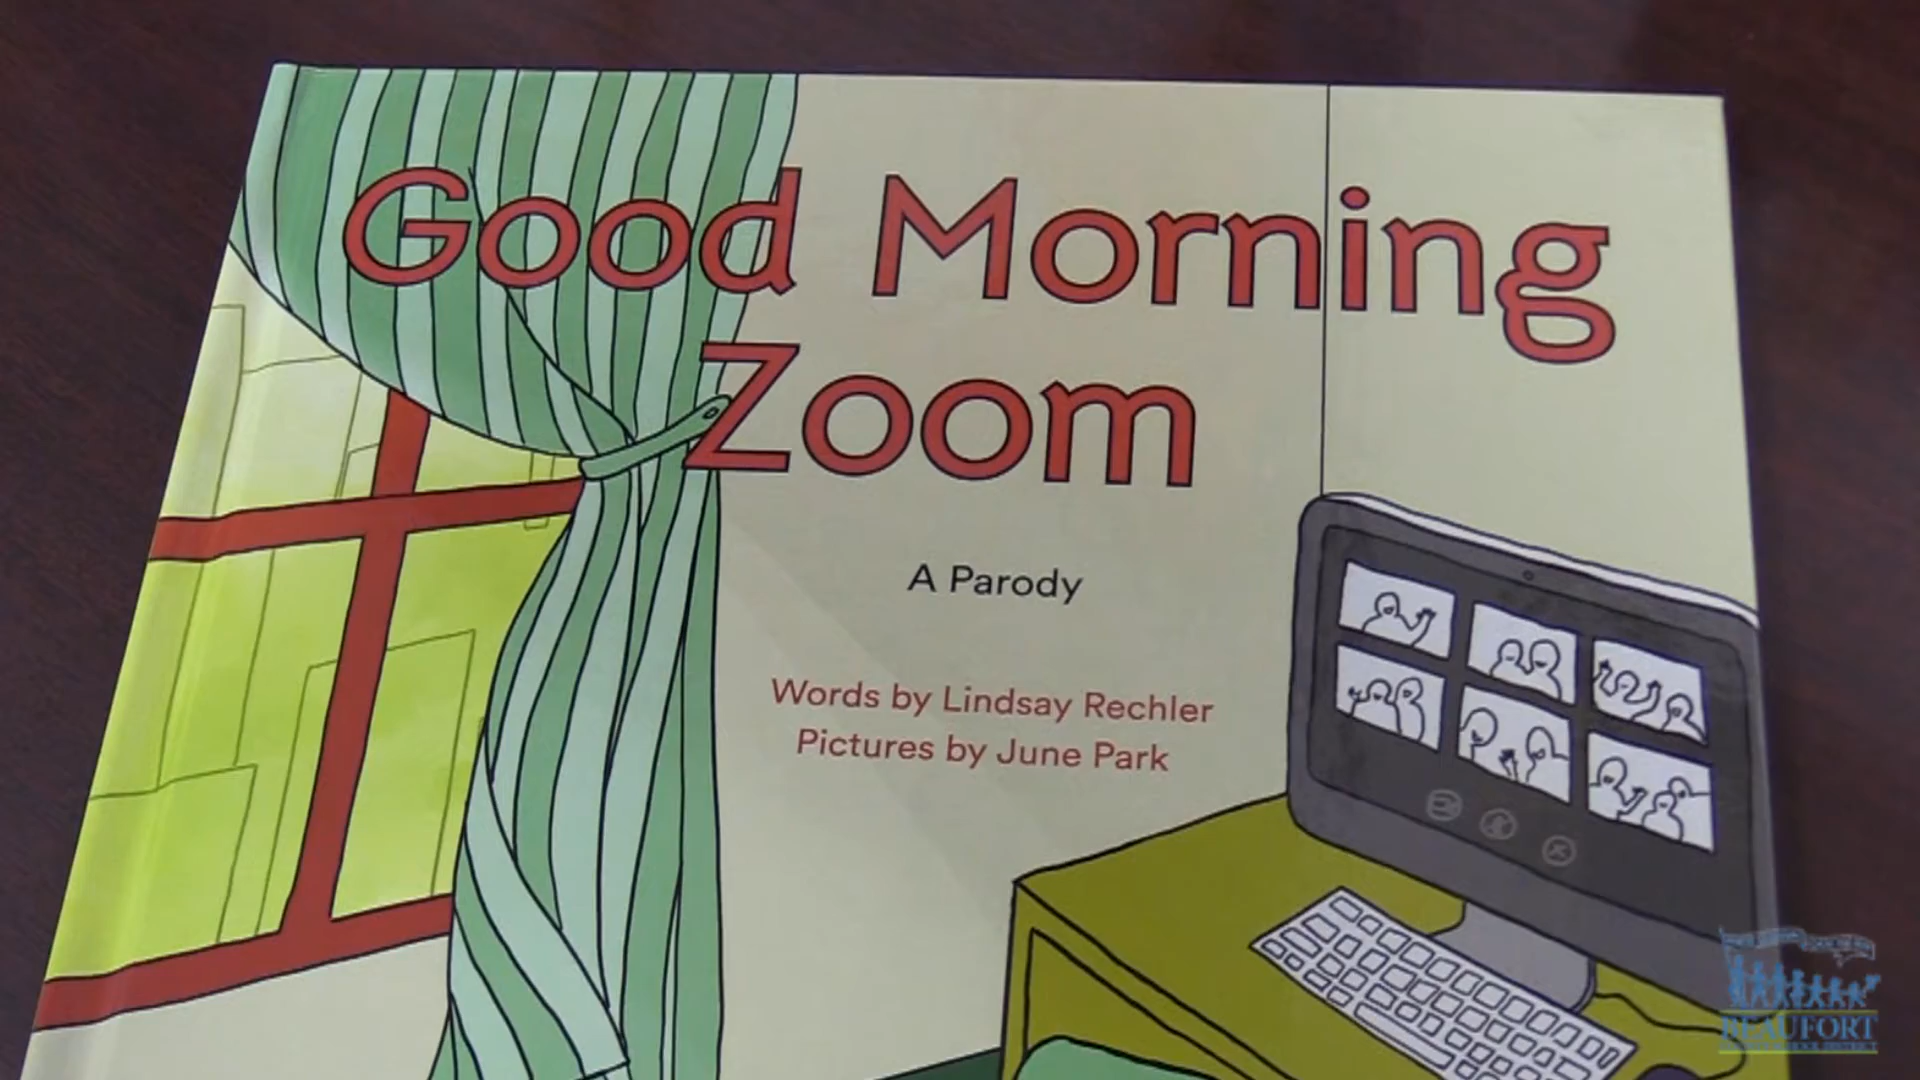 Good Morning
Zoom
A Parody
Words by Lindsay Rechler
Pictures by June Park
BEAUFORT